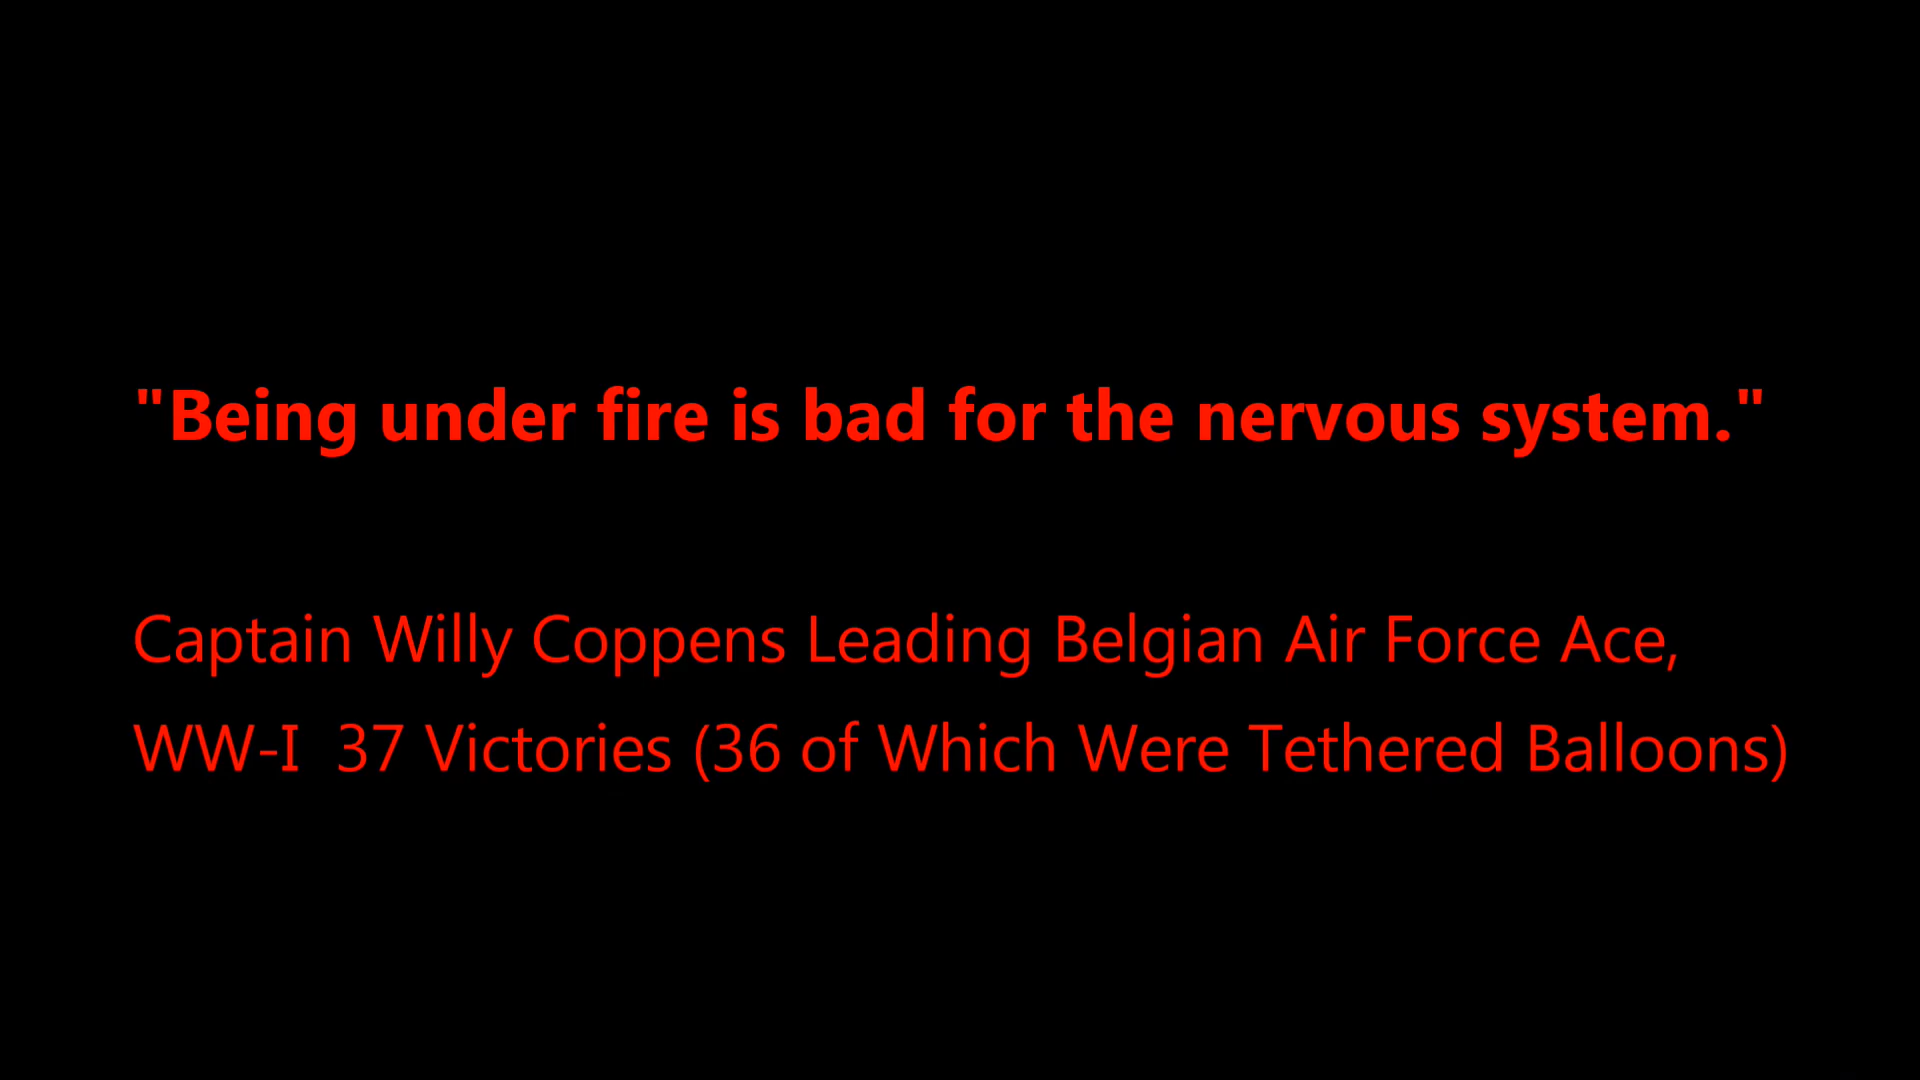 "Being under fire is bad for the nervous system."
Captain Willy Coppens Leading Belgian Air Force Ace,
WW-I  37 Victories (36 of Which Were Tethered Balloons)